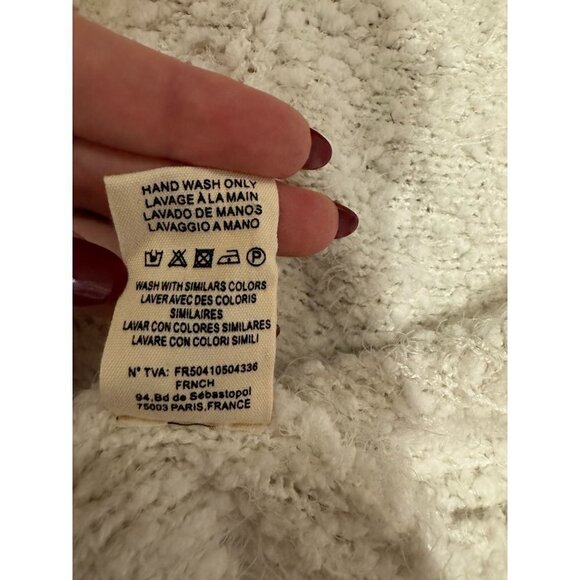 HAND WASH ONLY
LAVAGE À LA MAIN
LAVADO DE MANOS
LAVAGGIO A MANO
P
WASH WITH SIMILARS COLORS
LAVER AVEC DES COLORIS
SIMILAIRES
LAVAR CON COLORES SIMILARES
LAVARE CON COLORI SIMILI
N° TVA: FR50410504336
FRNCH
94,Bd de Sébastopol
75003 PARIS,FRANCE